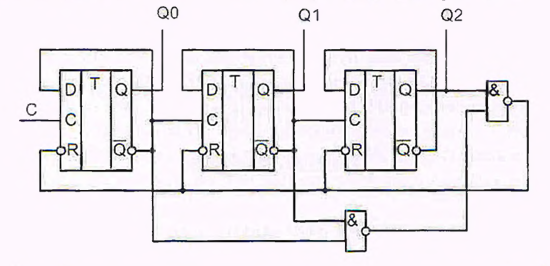 Q0 Q1 Q2
D T Q D T Q D T Q &
C C C C
R Q R Q R Q
&